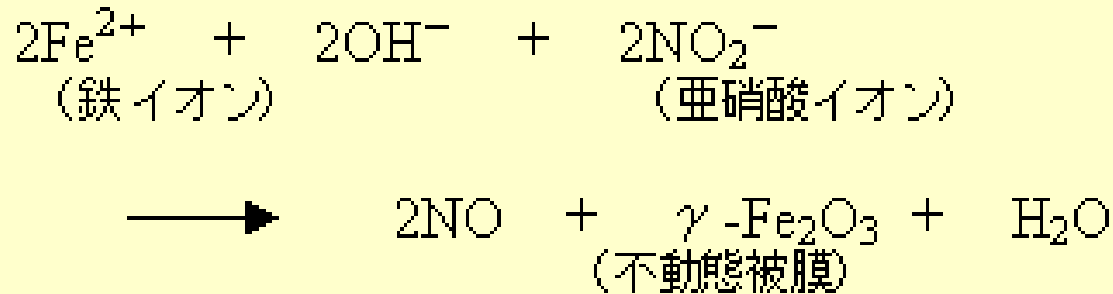 2Fe²⁺ + 2OH⁻ + 2NO₂⁻
(鉄イオン) (亜硝酸イオン)
⟶ 2NO + γ-Fe₂O₃ + H₂O
(不動態被膜)